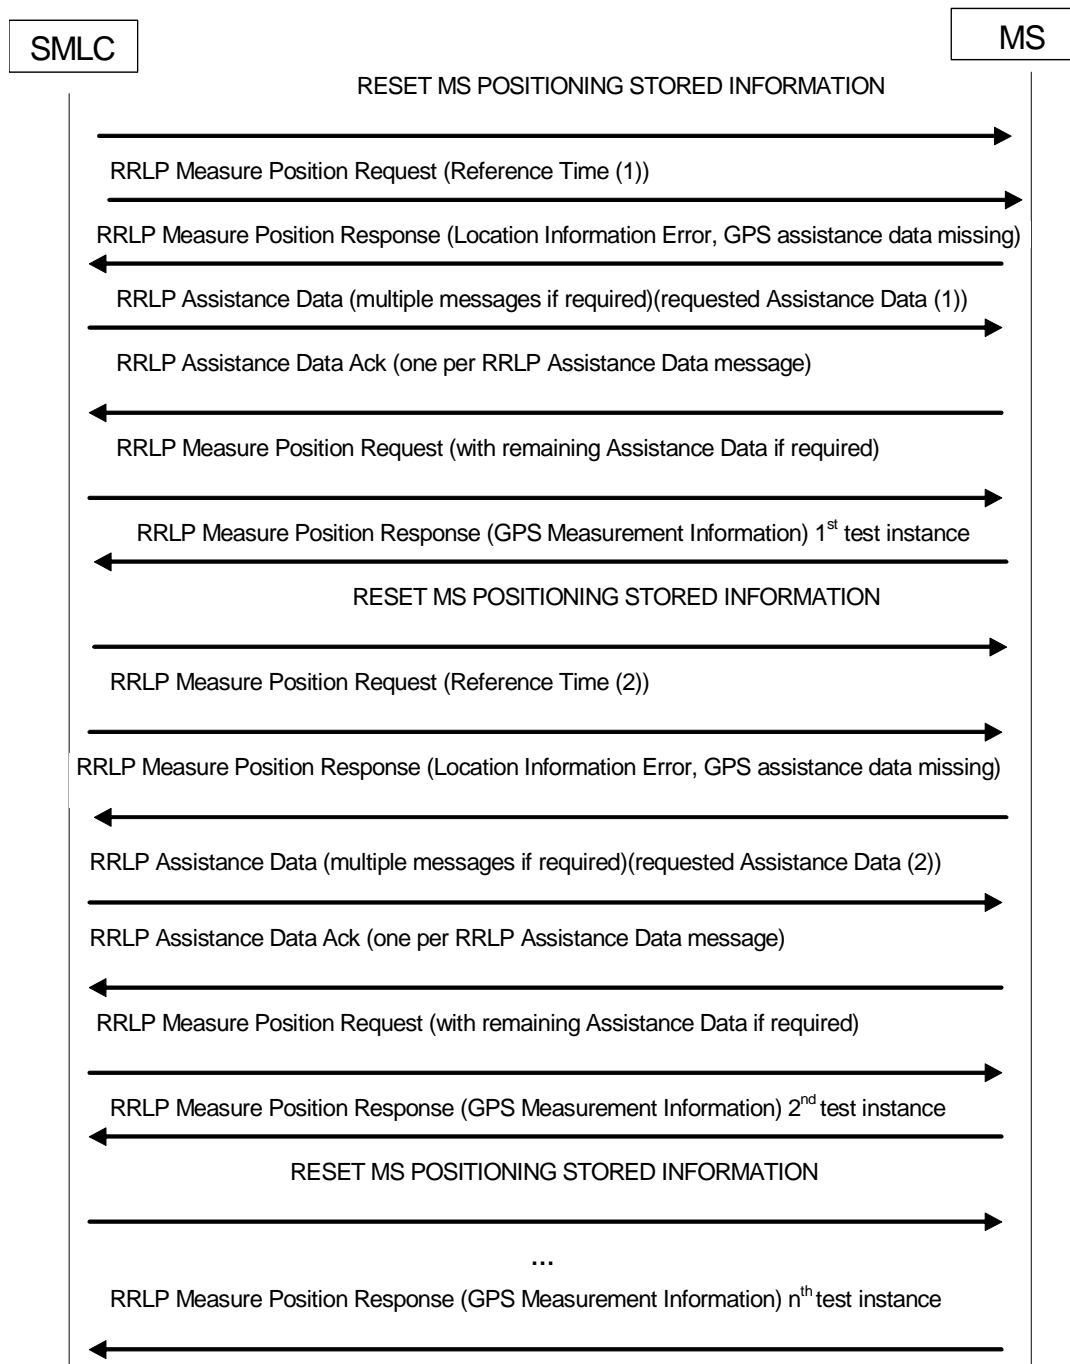 SMLC
MS
RESET MS POSITIONING STORED INFORMATION
RRLP Measure Position Request (Reference Time (1))
RRLP Measure Position Response (Location Information Error, GPS assistance data missing)
RRLP Assistance Data (multiple messages if required)(requested Assistance Data (1))
RRLP Assistance Data Ack (one per RRLP Assistance Data message)
RRLP Measure Position Request (with remaining Assistance Data if required)
RRLP Measure Position Response (GPS Measurement Information) 1st test instance
RESET MS POSITIONING STORED INFORMATION
RRLP Measure Position Request (Reference Time (2))
RRLP Measure Position Response (Location Information Error, GPS assistance data missing)
RRLP Assistance Data (multiple messages if required)(requested Assistance Data (2))
RRLP Assistance Data Ack (one per RRLP Assistance Data message)
RRLP Measure Position Request (with remaining Assistance Data if required)
RRLP Measure Position Response (GPS Measurement Information) 2nd test instance
RESET MS POSITIONING STORED INFORMATION
...
RRLP Measure Position Response (GPS Measurement Information) nth test instance